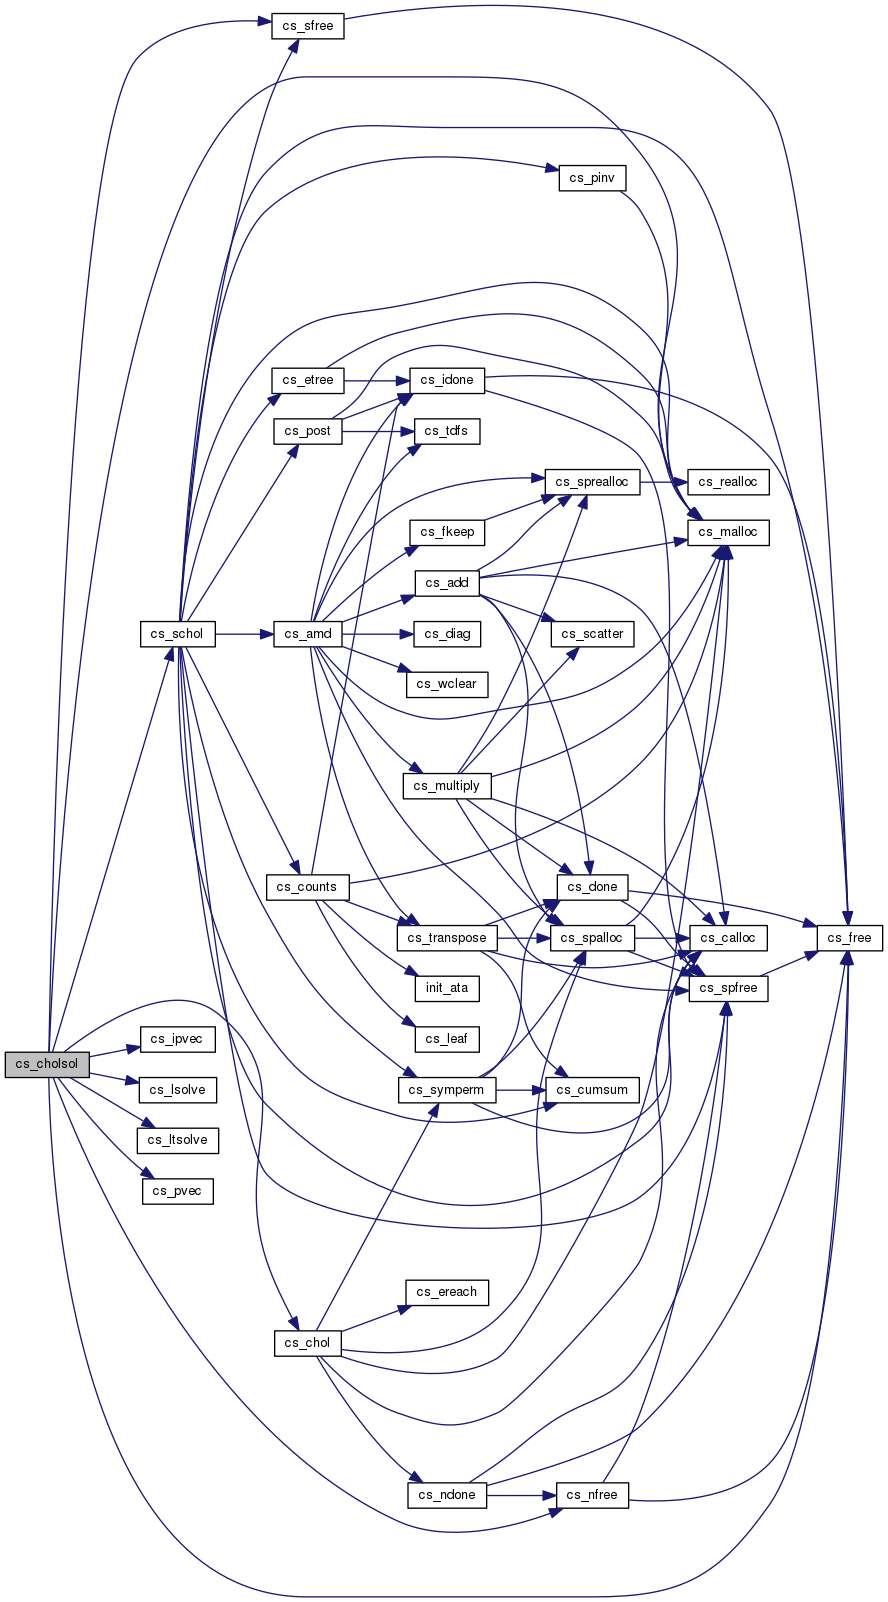 cs_sfree
cs_pinv
cs_etree
cs_idone
cs_post
cs_tdfs
cs_sprealloc
cs_realloc
cs_fkeep
cs_malloc
cs_add
cs_schol
cs_amd
cs_diag
cs_scatter
cs_wclear
cs_multiply
cs_counts
cs_done
cs_transpose
cs_spalloc
cs_calloc
cs_free
init_ata
cs_spfree
cs_ipvec
cs_leaf
cs_cholsol
cs_lsolve
cs_symperm
cs_cumsum
cs_ltsolve
cs_pvec
cs_ereach
cs_chol
cs_ndone
cs_nfree